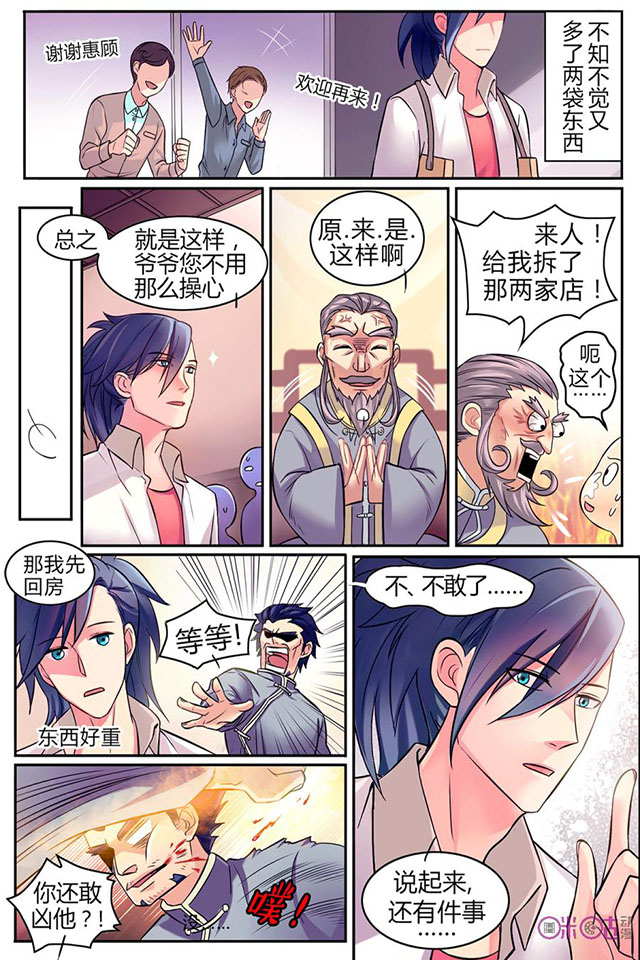 谢谢惠顾
欢迎再来！
不知不觉又
多了两袋东西
总之
就是这样，
爷爷您不用
那么操心
原.来.是.
这样啊
来人！
给我拆了
那两家店！
呃
这个
……
那我先
回房
东西好重
等等!
不、不敢了……
你还敢
凶他?!
噗!
……
说起来,
还有件事
……
咪咕动漫